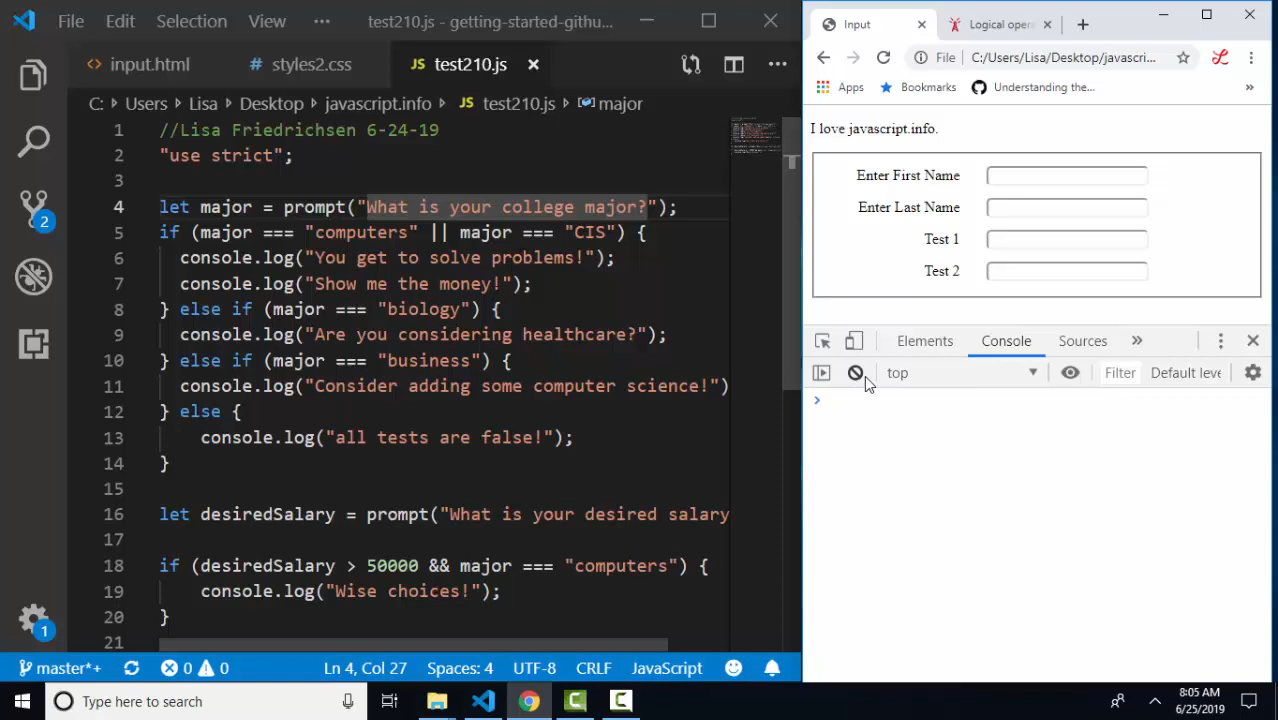 File Edit Selection View ··· test210.js - getting-started-githu...
input.html styles2.css JS test210.js
C: > Users > Lisa > Desktop > javascript.info > JS test210.js > major
1 //Lisa Friedrichsen 6-24-19
2 "use strict";
3
4 let major = prompt("What is your college major?");
5 if (major === "computers" || major === "CIS") {
6 console.log("You get to solve problems!");
7 console.log("Show me the money!");
8 } else if (major === "biology") {
9 console.log("Are you considering healthcare?");
10 } else if (major === "business") {
11 console.log("Consider adding some computer science!")
12 } else {
13 console.log("all tests are false!");
14 }
15
16 let desiredSalary = prompt("What is your desired salary
17
18 if (desiredSalary > 50000 && major === "computers") {
19 console.log("Wise choices!");
20 }
21
2
1
master*+ 0 0 Ln 4, Col 27 Spaces: 4 UTF-8 CRLF JavaScript
Input Logical oper
File C:/Users/Lisa/Desktop/javascri...
Apps Bookmarks Understanding the... »
I love javascript.info.
Enter First Name
Enter Last Name
Test 1
Test 2
Elements Console Sources »
top Filter Default leve
>
Type here to search
8:05 AM
6/25/2019